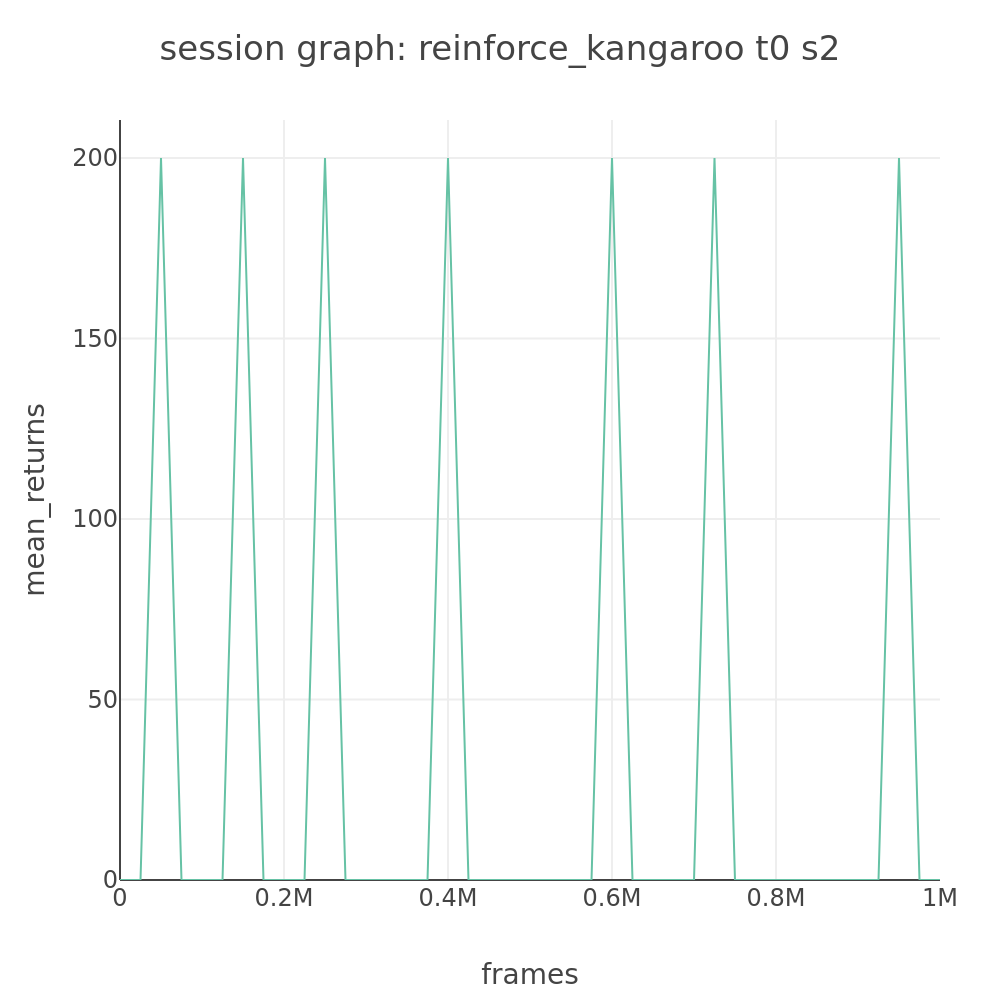 session graph: reinforce_kangaroo t0 s2
200
150
100
50
0
mean_returns
0 0.2M 0.4M 0.6M 0.8M 1M
frames